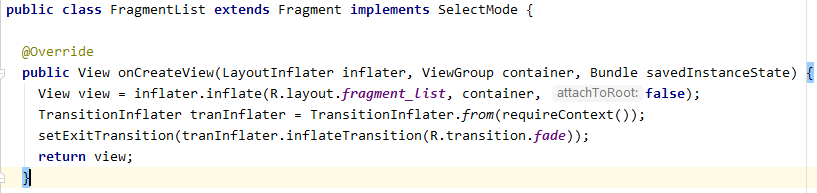 public class FragmentList extends Fragment implements SelectMode {
@Override
public View onCreateView(LayoutInflater inflater, ViewGroup container, Bundle savedInstanceState) {
View view = inflater.inflate(R.layout.fragment_list, container, attachToRoot: false);
TransitionInflater tranInflater = TransitionInflater.from(requireContext());
setExitTransition(tranInflater.inflateTransition(R.transition.fade));
return view;
}